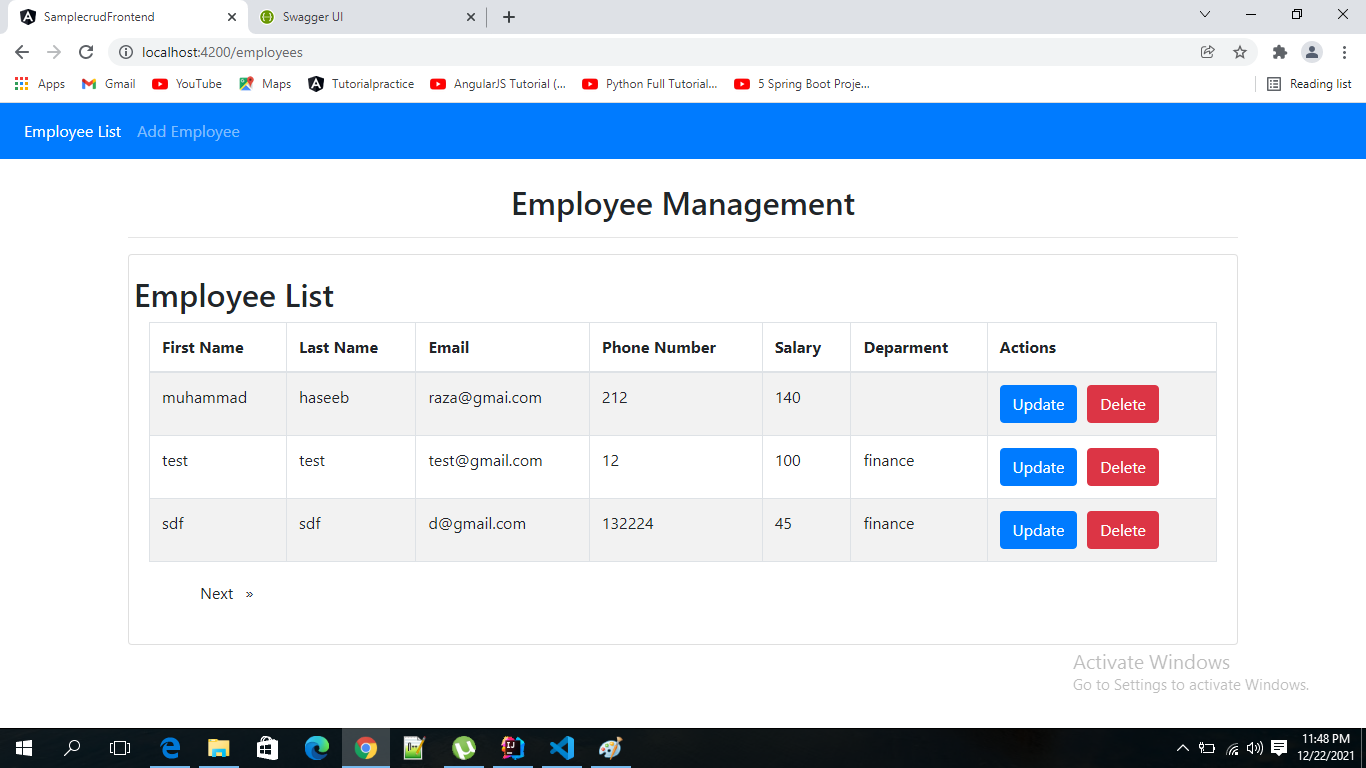 SamplecrudFrontend Swagger UI
localhost:4200/employees
Apps Gmail YouTube Maps Tutorialpractice AngularJS Tutorial (... Python Full Tutorial... 5 Spring Boot Proje... Reading list
Employee List Add Employee
Employee Management
Employee List
First Name Last Name Email Phone Number Salary Deparment Actions
muhammad haseeb raza@gmai.com 212 140 Update Delete
test test test@gmail.com 12 100 finance Update Delete
sdf sdf d@gmail.com 132224 45 finance Update Delete
Next »
Activate Windows
Go to Settings to activate Windows.
11:48 PM
12/22/2021